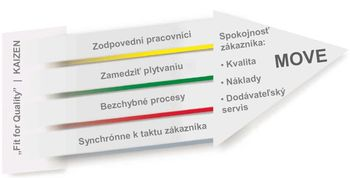 „Fit for Quality" | KAIZEN
Zodpovední pracovníci
Zamedziť plytvaniu
Bezchybné procesy
Synchrónne k taktu zákazníka
Spokojnosť
zákazníka:
• Kvalita
• Náklady
• Dodávateľský
servis
MOVE